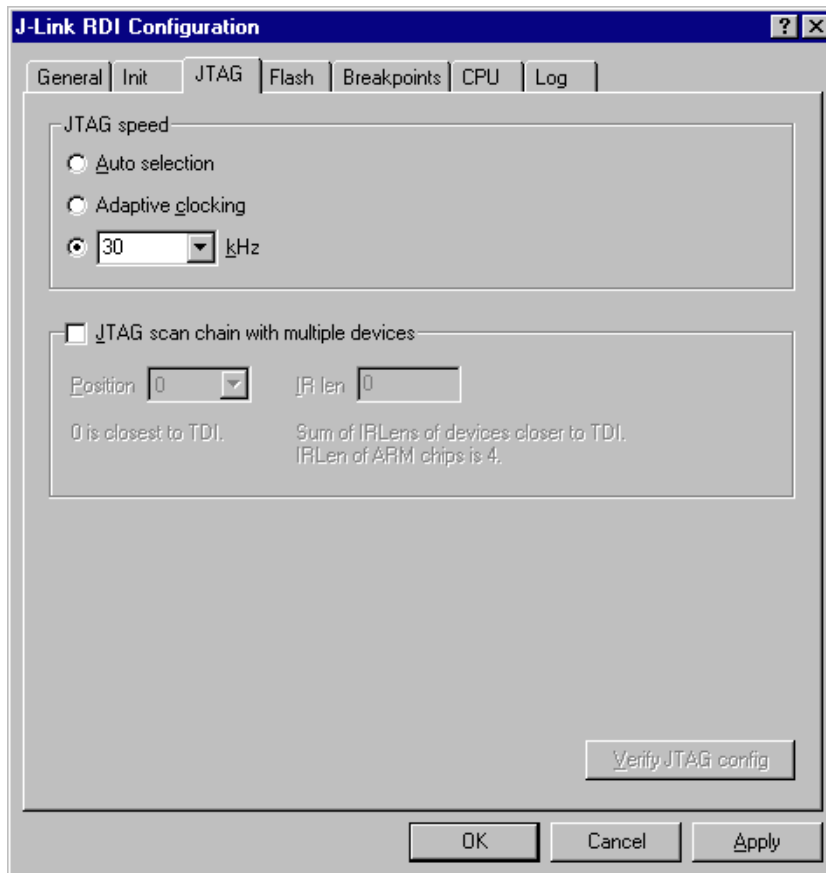 J-Link RDI Configuration
General Init JTAG Flash Breakpoints CPU Log
JTAG speed
Auto selection
Adaptive clocking
30 kHz
JTAG scan chain with multiple devices
Position 0 IR len 0
0 is closest to TDI. Sum of IRLens of devices closer to TDI.
IRLen of ARM chips is 4.
Verify JTAG config
OK Cancel Apply